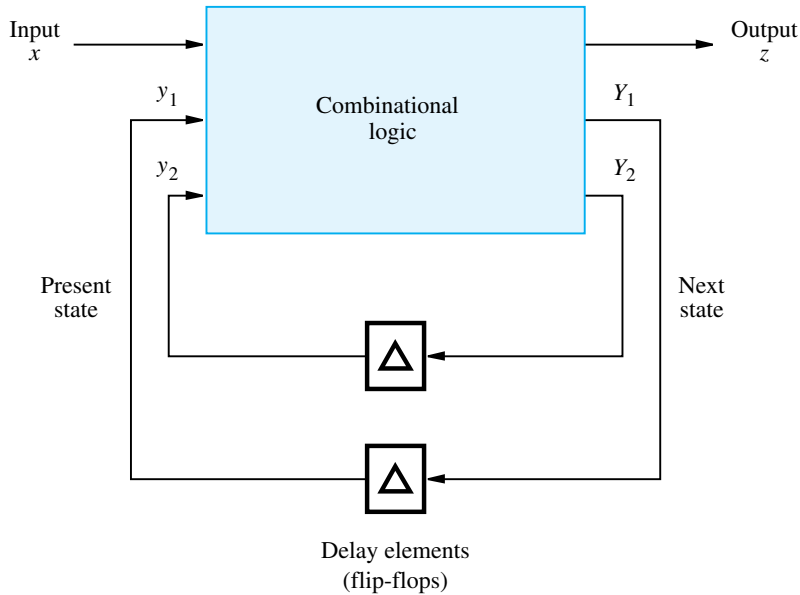 Input
x
Output
z
y1
Y1
Combinational
logic
y2
Y2
Present
state
Next
state
Delay elements
(flip-flops)